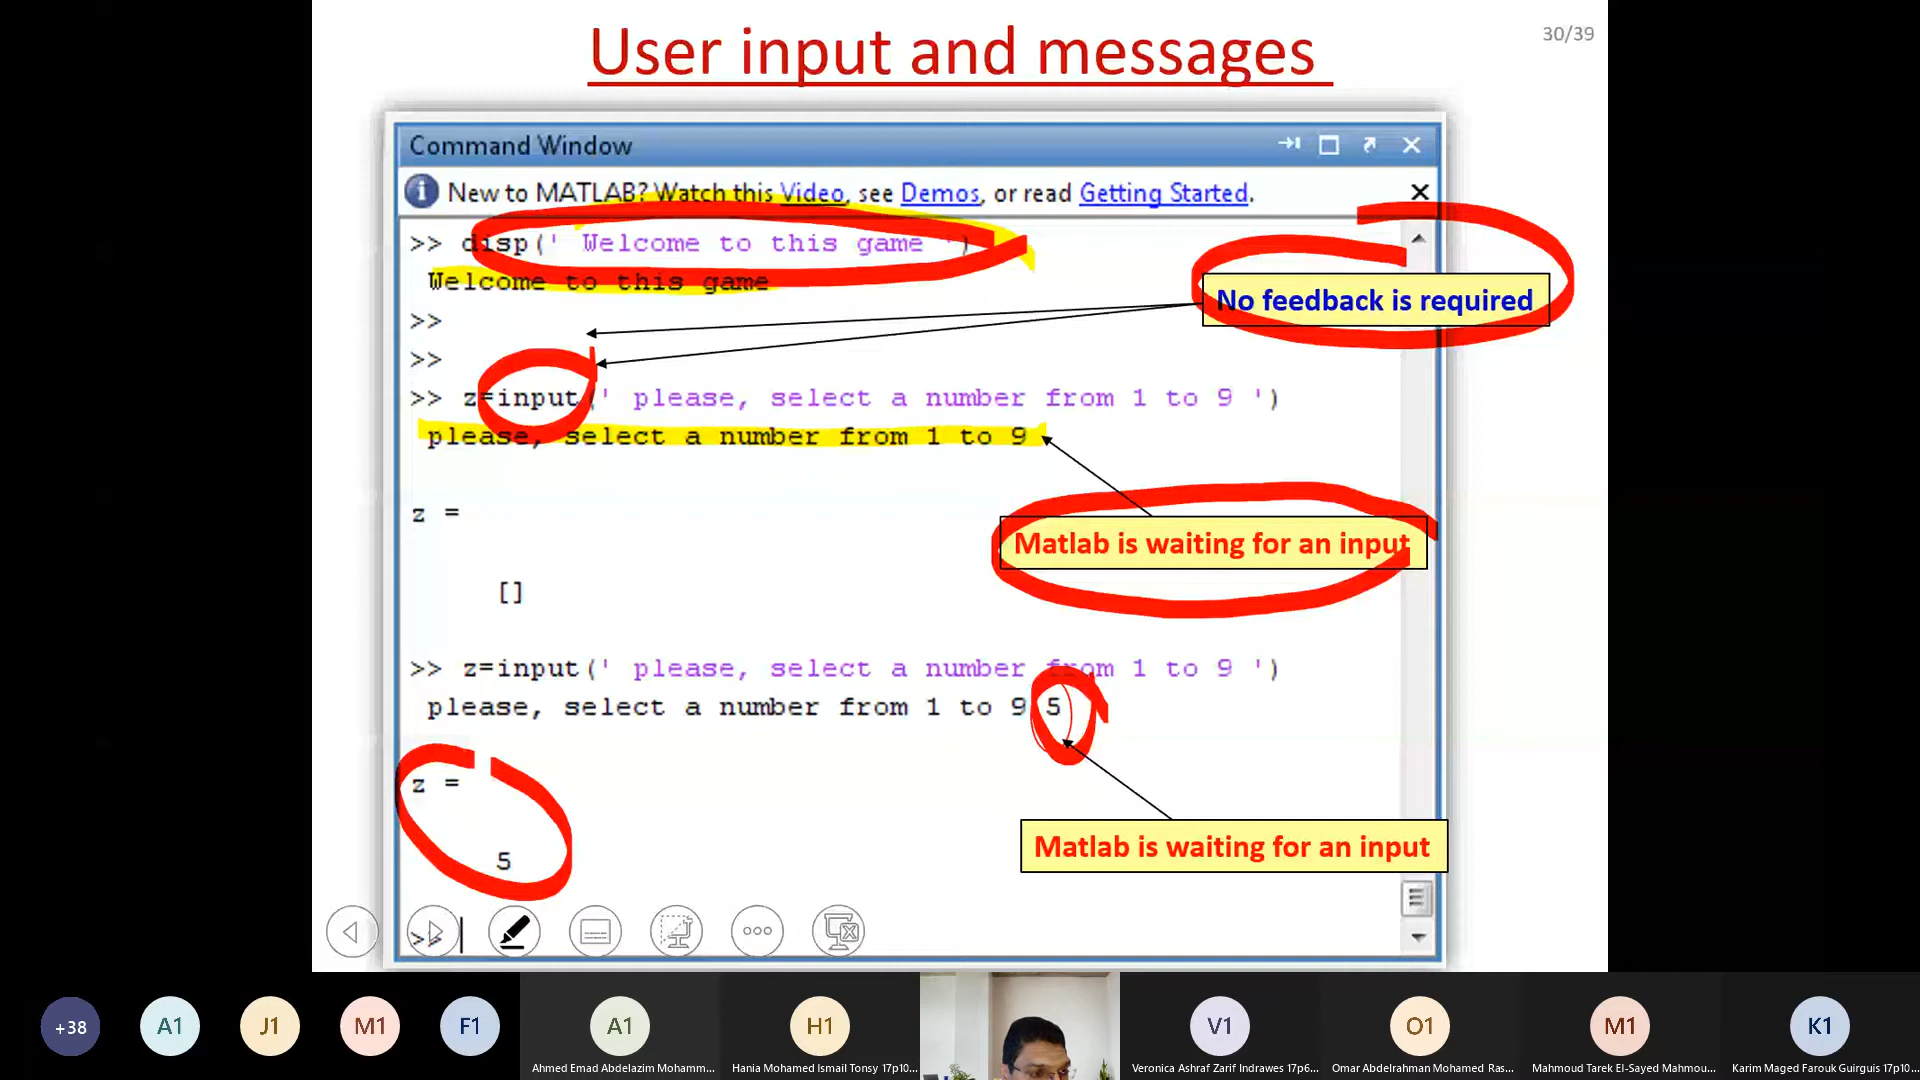 User input and messages
30/39
Command Window
New to MATLAB? Watch this Video, see Demos, or read Getting Started.
>> disp(' Welcome to this game ')
Welcome to this game
>>
No feedback is required
>>
>> z=input(' please, select a number from 1 to 9 ')
please, select a number from 1 to 9
z =
Matlab is waiting for an input
[]
>> z=input(' please, select a number from 1 to 9 ')
please, select a number from 1 to 9 5
z =
Matlab is waiting for an input
5
>>
+38
A1
J1
M1
F1
A1
H1
V1
O1
M1
K1
Ahmed Emad Abdelazim Mohamm...
Hania Mohamed Ismail Tonsy 17p10...
Veronica Ashraf Zarif Indrawes 17p6...
Omar Abdelrahman Mohamed Ras...
Mahmoud Tarek El-Sayed Mahmou...
Karim Maged Farouk Guirguis 17p10...